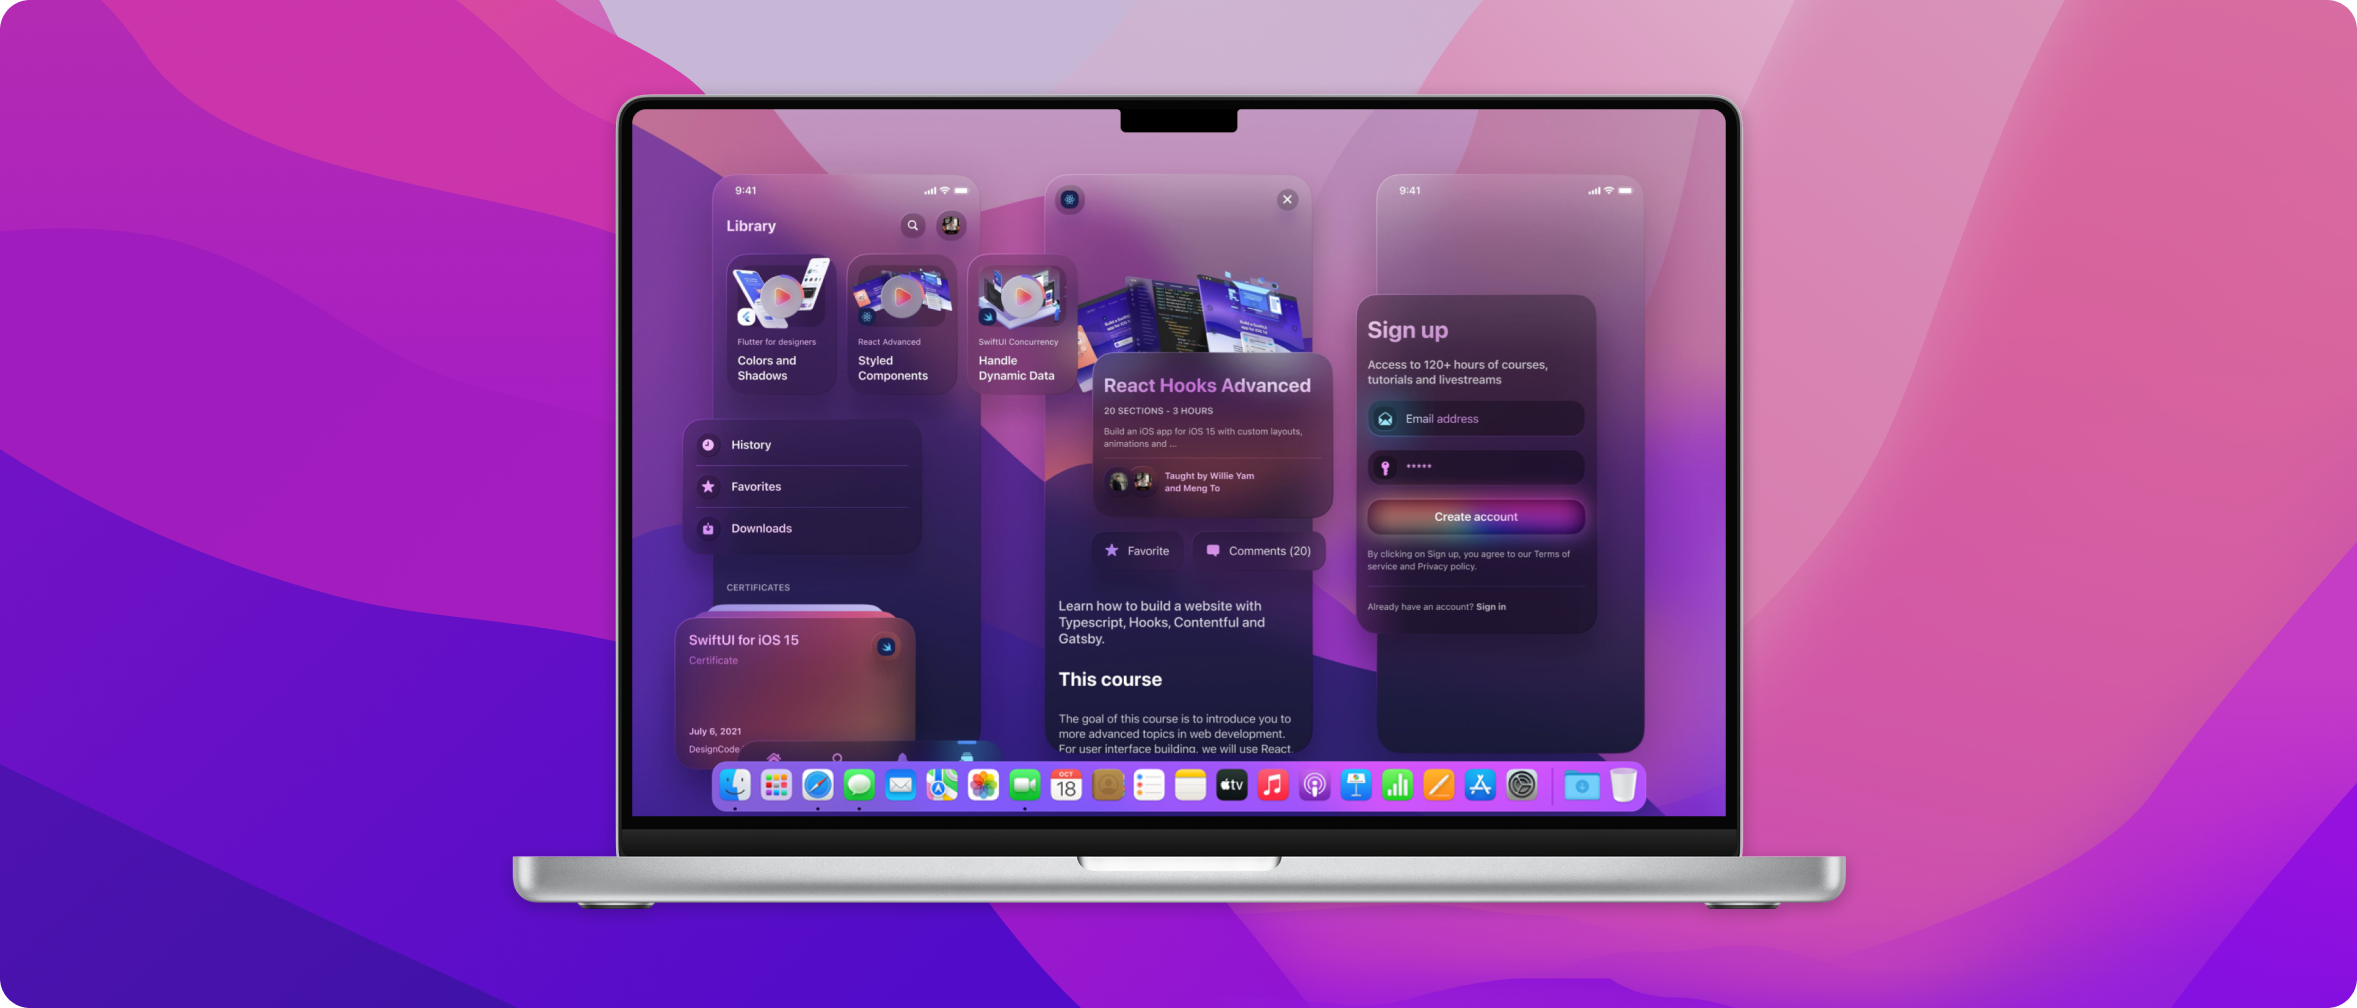 9:41
Library
Flutter for designers
Colors and
Shadows
React Advanced
Styled
Components
SwiftUI Concurrency
Handle
Dynamic Data
History
Favorites
Downloads
CERTIFICATES
SwiftUI for iOS 15
Certificate
July 6, 2021
DesignCode
React Hooks Advanced
20 SECTIONS - 3 HOURS
Build an iOS app for iOS 15 with custom layouts,
animations and ...
Taught by Willie Yam
and Meng To
Favorite
Comments (20)
Learn how to build a website with
Typescript, Hooks, Contentful and
Gatsby.
This course
The goal of this course is to introduce you to
more advanced topics in web development.
For user interface building, we will use React,
9:41
Sign up
Access to 120+ hours of courses,
tutorials and livestreams
Email address
*****
Create account
By clicking on Sign up, you agree to our Terms of
service and Privacy policy.
Already have an account? Sign in
OCT
18
tv